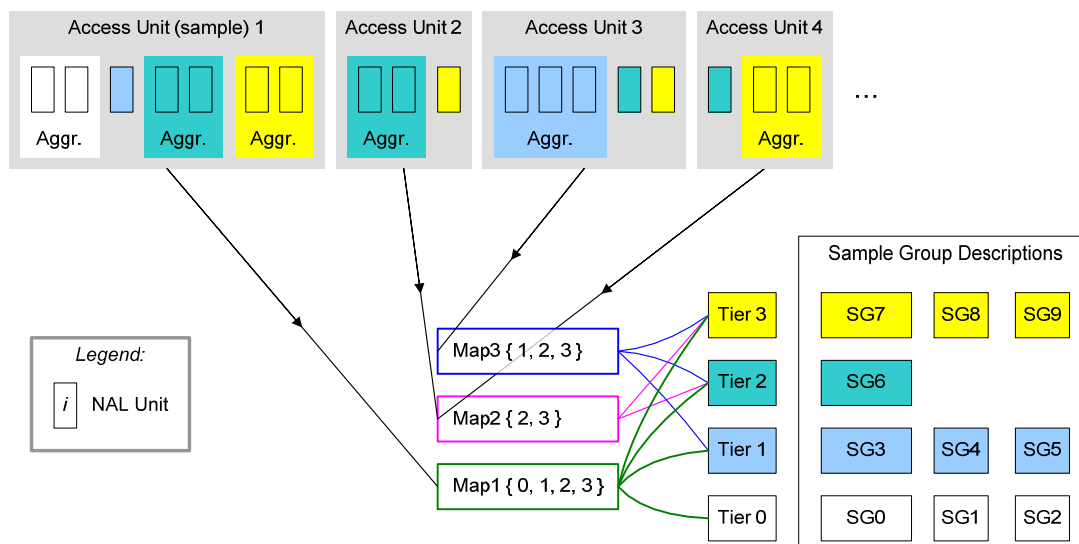 Access Unit (sample) 1
Access Unit 2
Access Unit 3
Access Unit 4
Aggr.
Aggr.
Aggr.
Aggr.
Aggr.
Aggr.
...
Sample Group Descriptions
Tier 3
SG7
SG8
SG9
Map3 { 1, 2, 3 }
Legend:
Tier 2
SG6
i
NAL Unit
Map2 { 2, 3 }
Tier 1
SG3
SG4
SG5
Map1 { 0, 1, 2, 3 }
Tier 0
SG0
SG1
SG2